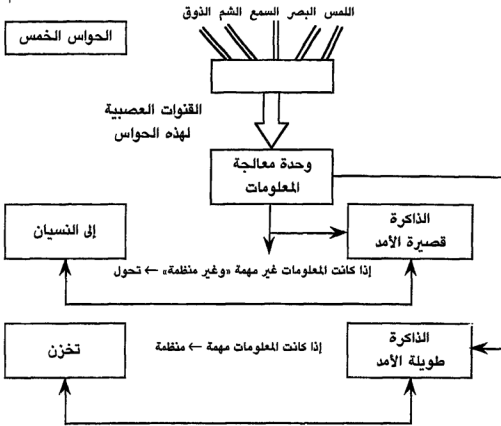 اللمس البصر السمع الشم الذوق
الحواس الخمس
القنوات العصبية
لهذه الحواس
وحدة معالجة
المعلومات
الذاكرة
قصيرة الأمد
إلى النسيان
إذا كانت المعلومات غير مهمة «وغير منظمة» ← تحول
الذاكرة
طويلة الأمد
إذا كانت المعلومات مهمة ← منظمة
تخزن